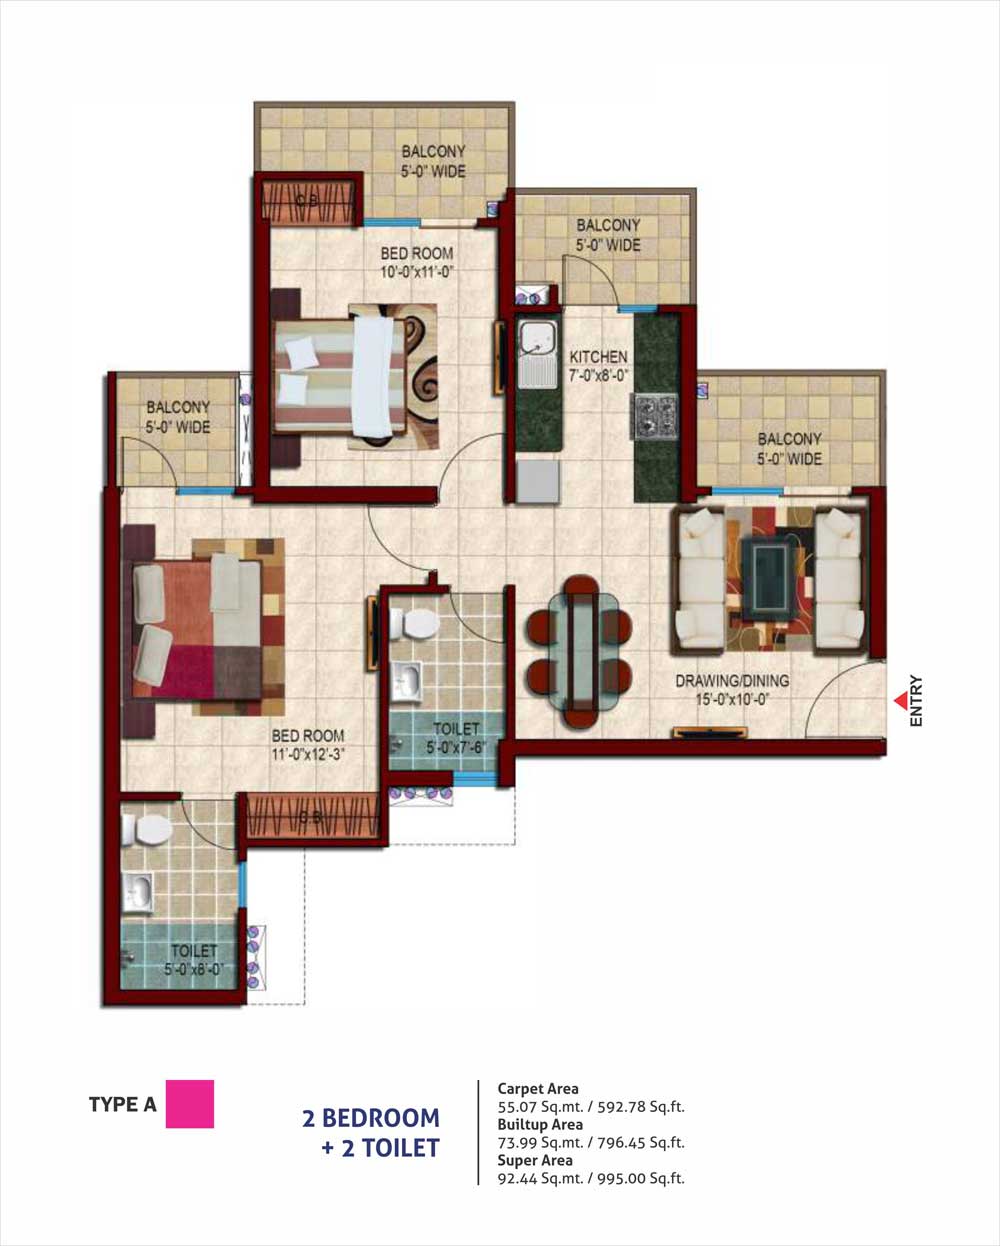 BALCONY
5'-0" WIDE
C.B
BALCONY
5'-0" WIDE
BED ROOM
10'-0"x11'-0"
KITCHEN
7'-0"x8'-0"
BALCONY
5'-0" WIDE
BALCONY
5'-0" WIDE
DRAWING/DINING
15'-0"x10'-0"
ENTRY
BED ROOM
11'-0"x12'-3"
TOILET
5'-0"x7'-6"
C.B
TOILET
5'-0"x8'-0"
TYPE A
2 BEDROOM
+ 2 TOILET
Carpet Area
55.07 Sq.mt. / 592.78 Sq.ft.
Builtup Area
73.99 Sq.mt. / 796.45 Sq.ft.
Super Area
92.44 Sq.mt. / 995.00 Sq.ft.